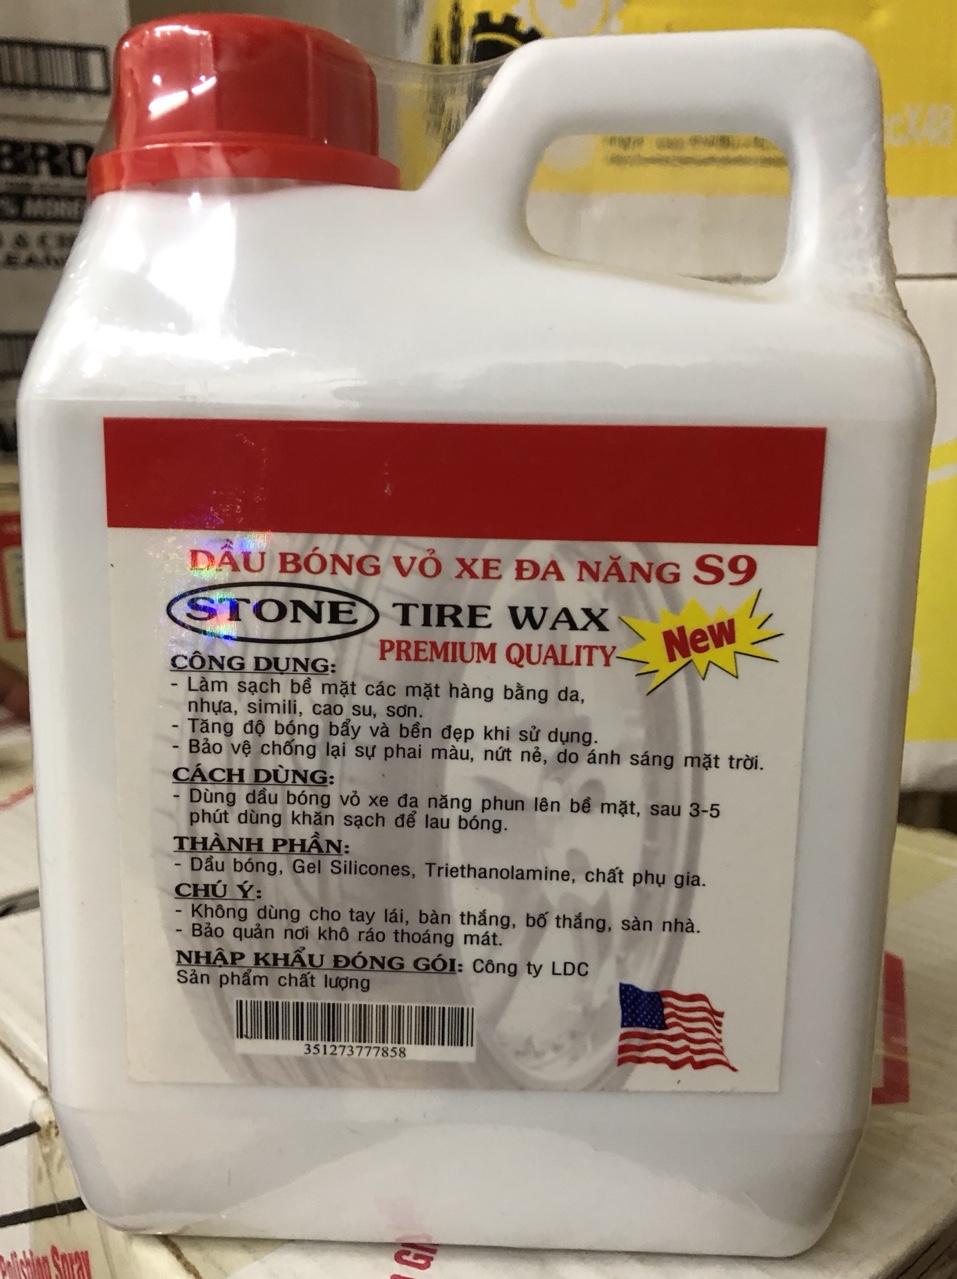 DẦU BÓNG VỎ XE ĐA NĂNG S9
STONE TIRE WAX
New
PREMIUM QUALITY
CÔNG DỤNG:
- Làm sạch bề mặt các mặt hàng bằng da,
nhựa, simili, cao su, sơn.
- Tăng độ bóng bẩy và bền đẹp khi sử dụng.
- Bảo vệ chống lại sự phai màu, nứt nẻ, do ánh sáng mặt trời.
CÁCH DÙNG:
- Dùng dầu bóng vỏ xe đa năng phun lên bề mặt, sau 3-5
phút dùng khăn sạch để lau bóng.
THÀNH PHẦN:
- Dầu bóng, Gel Silicones, Triethanolamine, chất phụ gia.
CHÚ Ý:
- Không dùng cho tay lái, bàn thắng, bố thắng, sàn nhà.
- Bảo quản nơi khô ráo thoáng mát.
NHẬP KHẨU ĐÓNG GÓI: Công ty LDC
Sản phẩm chất lượng
351273777858
Polishing Spray